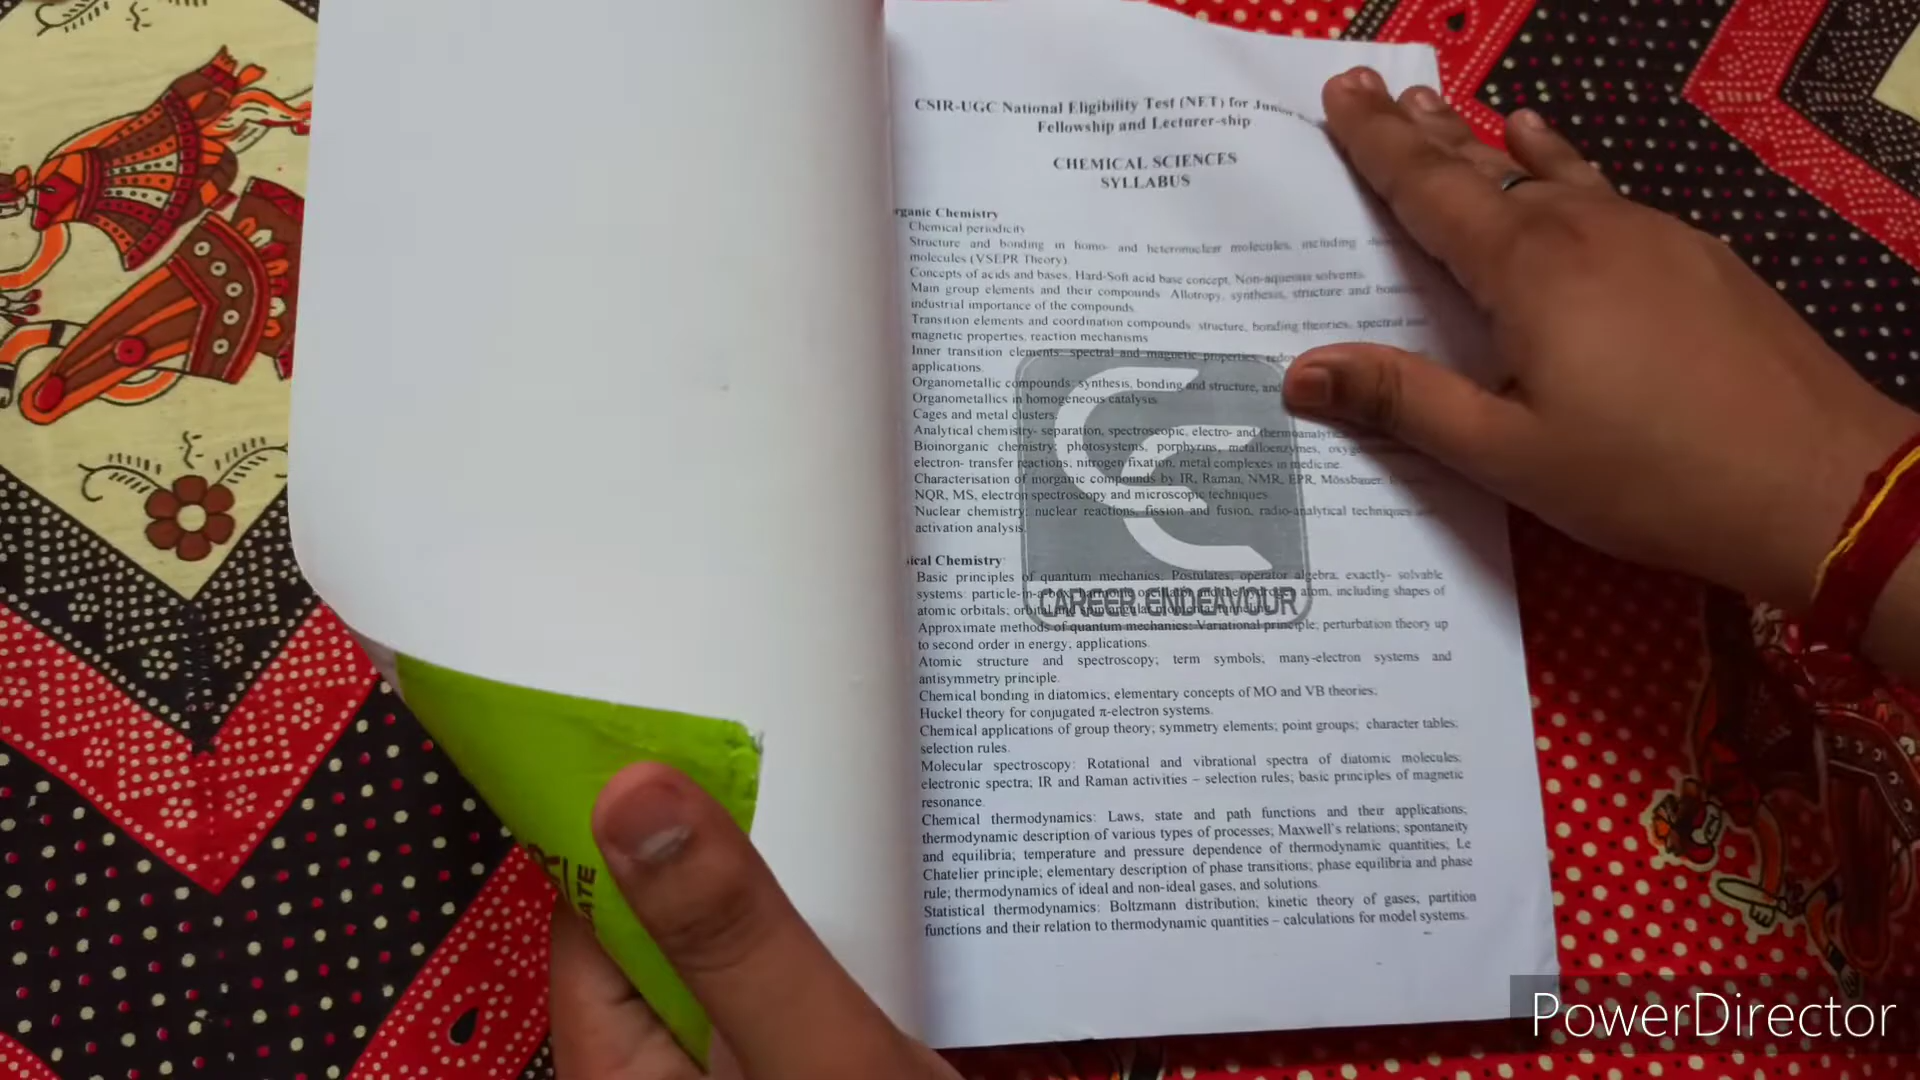 CSIR-UGC National Eligibility Test (NET) for Junior
Fellowship and Lecturer-ship
CHEMICAL SCIENCES
SYLLABUS
rganic Chemistry
Chemical periodicity
Structure and bonding in homo- and heteronuclear molecules, including
molecules (VSEPR Theory)
Concepts of acids and bases, Hard-Soft acid base concept, Non-aqueous solvents
Main group elements and their compounds: Allotropy, synthesis, structure and
industrial importance of the compounds
Transition elements and coordination compounds: structure, bonding theories, spectral and
magnetic properties, reaction mechanisms
Inner transition elements: spectral and magnetic properties, redox
applications.
Organometallic compounds: synthesis, bonding and structure, and
Organometallics in homogeneous catalysis
Cages and metal clusters.
Analytical chemistry- separation, spectroscopic, electro- and thermoanalytic
Bioinorganic chemistry: photosystems, porphyrins, metalloenzymes, oxyge
electron- transfer reactions; nitrogen fixation, metal complexes in medicine.
Characterisation of inorganic compounds by IR, Raman, NMR, EPR, Mössbauer,
NQR, MS, electron spectroscopy and microscopic techniques
Nuclear chemistry: nuclear reactions, fission and fusion, radio-analytical techniques
activation analysis.
sical Chemistry:
Basic principles of quantum mechanics: Postulates; operator algebra; exactly- solvable
systems: particle-in-a-box, harmonic oscillator and the hydrogen atom, including shapes of
atomic orbitals; orbital and spin angular momenta; tunneling
Approximate methods of quantum mechanics: Variational principle; perturbation theory up
to second order in energy; applications.
Atomic structure and spectroscopy; term symbols; many-electron systems and
antisymmetry principle.
Chemical bonding in diatomics; elementary concepts of MO and VB theories;
Huckel theory for conjugated π-electron systems.
Chemical applications of group theory; symmetry elements; point groups; character tables;
selection rules.
Molecular spectroscopy: Rotational and vibrational spectra of diatomic molecules;
electronic spectra; IR and Raman activities – selection rules; basic principles of magnetic
resonance.
Chemical thermodynamics: Laws, state and path functions and their applications;
thermodynamic description of various types of processes; Maxwell's relations; spontaneity
and equilibria; temperature and pressure dependence of thermodynamic quantities; Le
Chatelier principle; elementary description of phase transitions; phase equilibria and phase
rule; thermodynamics of ideal and non-ideal gases, and solutions.
Statistical thermodynamics: Boltzmann distribution; kinetic theory of gases; partition
functions and their relation to thermodynamic quantities – calculations for model systems.
CAREER ENDEAVOUR
R
ATE
PowerDirector